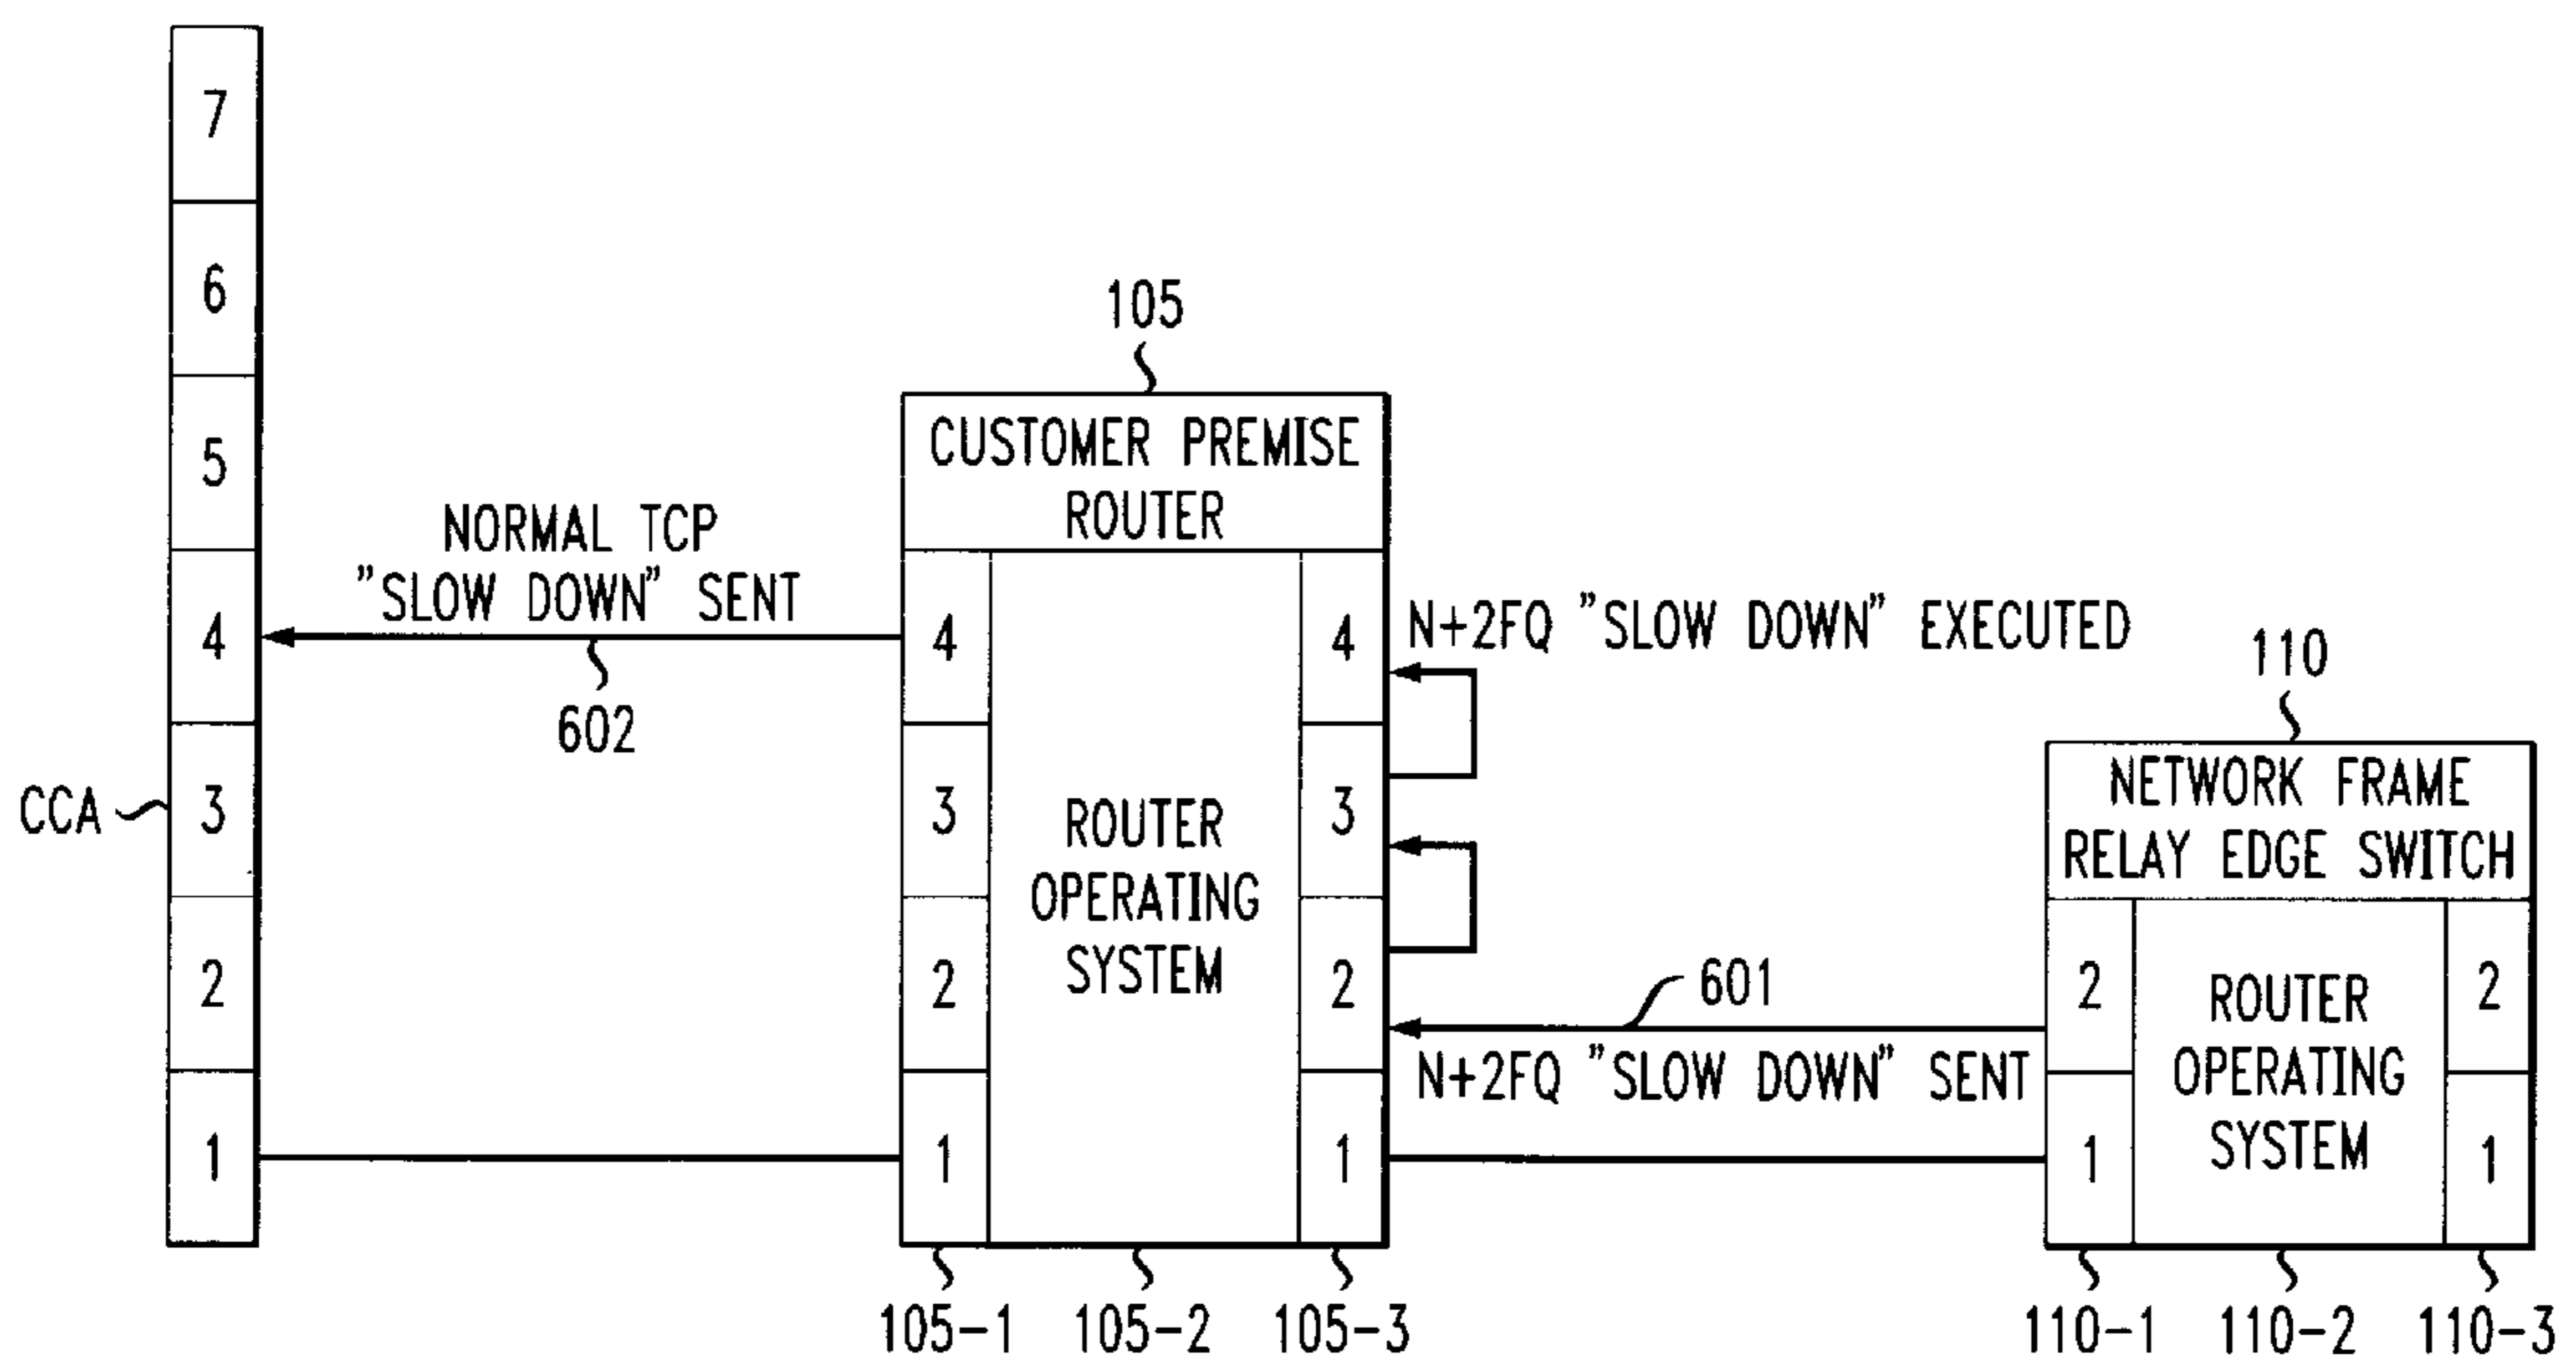 7
6
5
4
3
2
1
CCA
NORMAL TCP
"SLOW DOWN" SENT
602
105
CUSTOMER PREMISE
ROUTER
4
3
2
1
ROUTER
OPERATING
SYSTEM
4
3
2
1
105-1
105-2
105-3
N+2FQ "SLOW DOWN" EXECUTED
601
N+2FQ "SLOW DOWN" SENT
110
NETWORK FRAME
RELAY EDGE SWITCH
2
1
ROUTER
OPERATING
SYSTEM
2
1
110-1
110-2
110-3